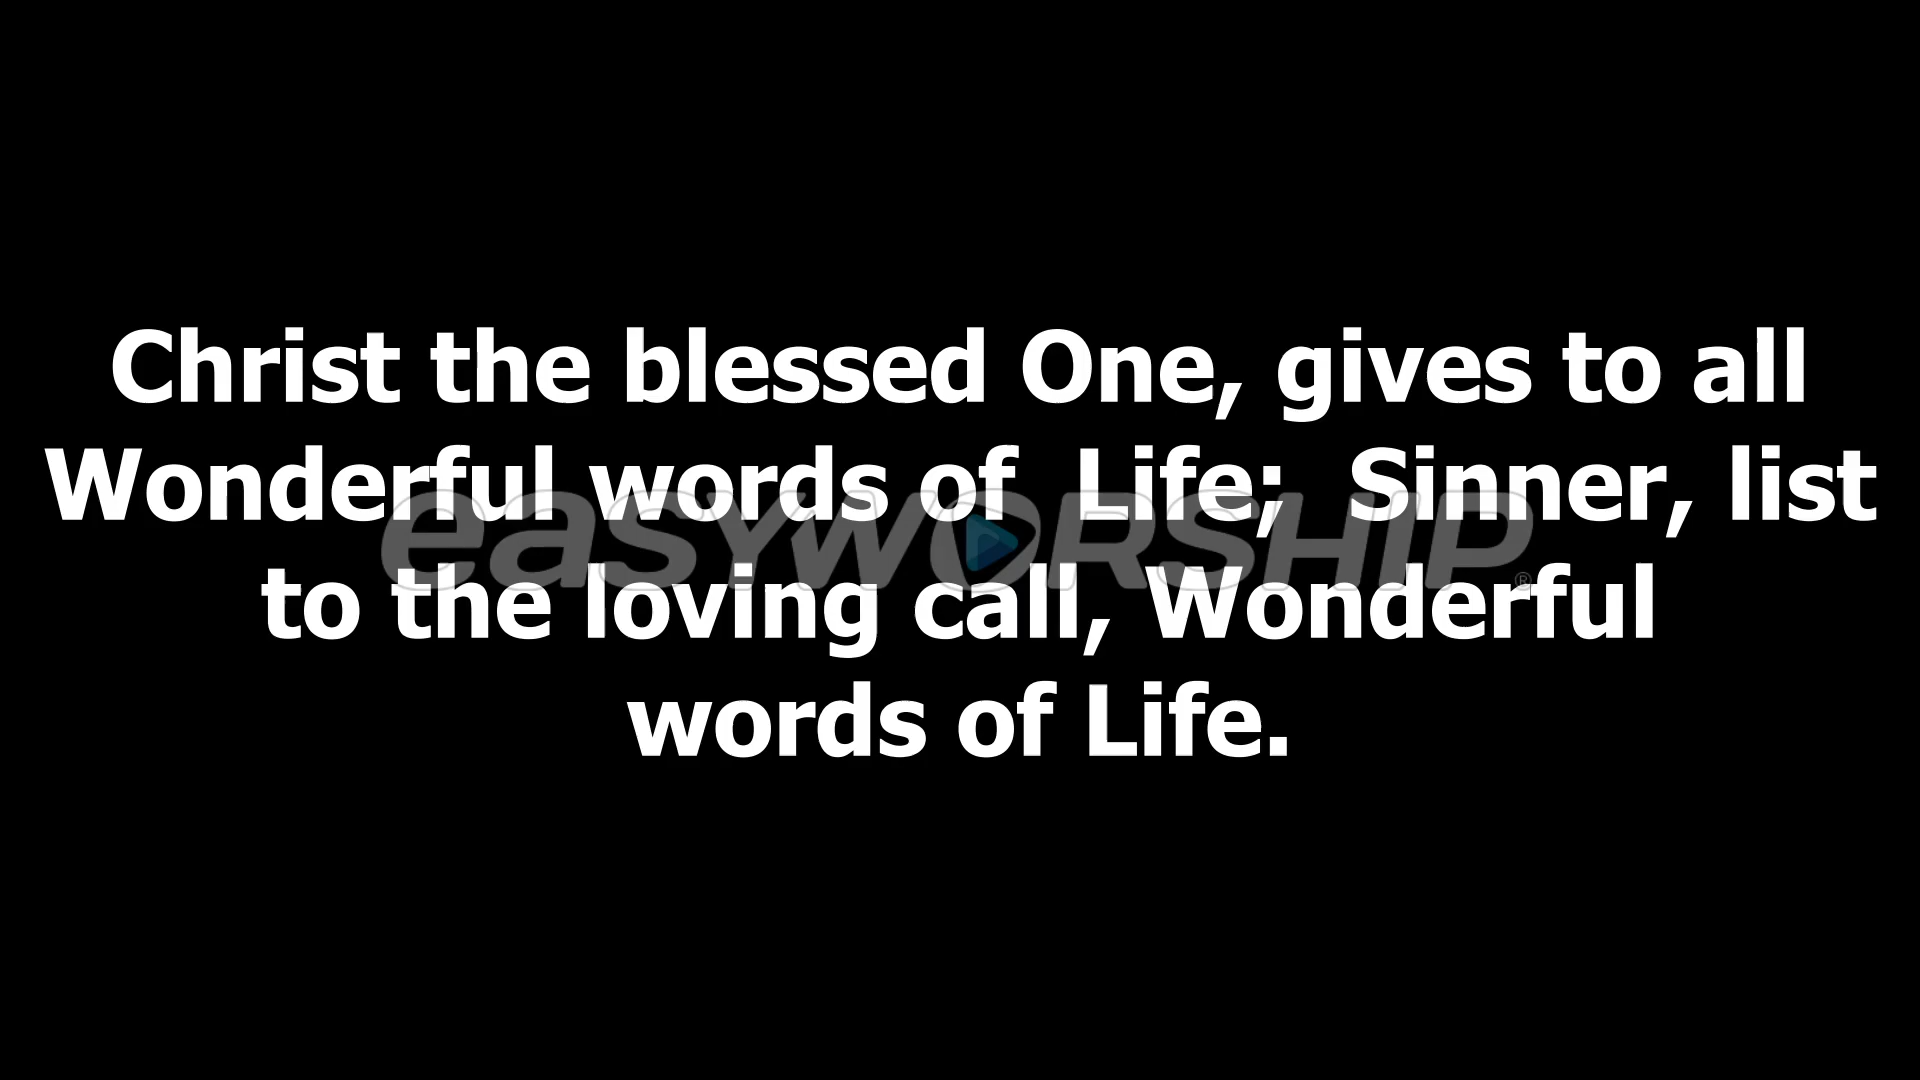 Christ the blessed One, gives to all
Wonderful words of  Life;  Sinner, list
easyWORSHIP®
to the loving call, Wonderful
words of Life.